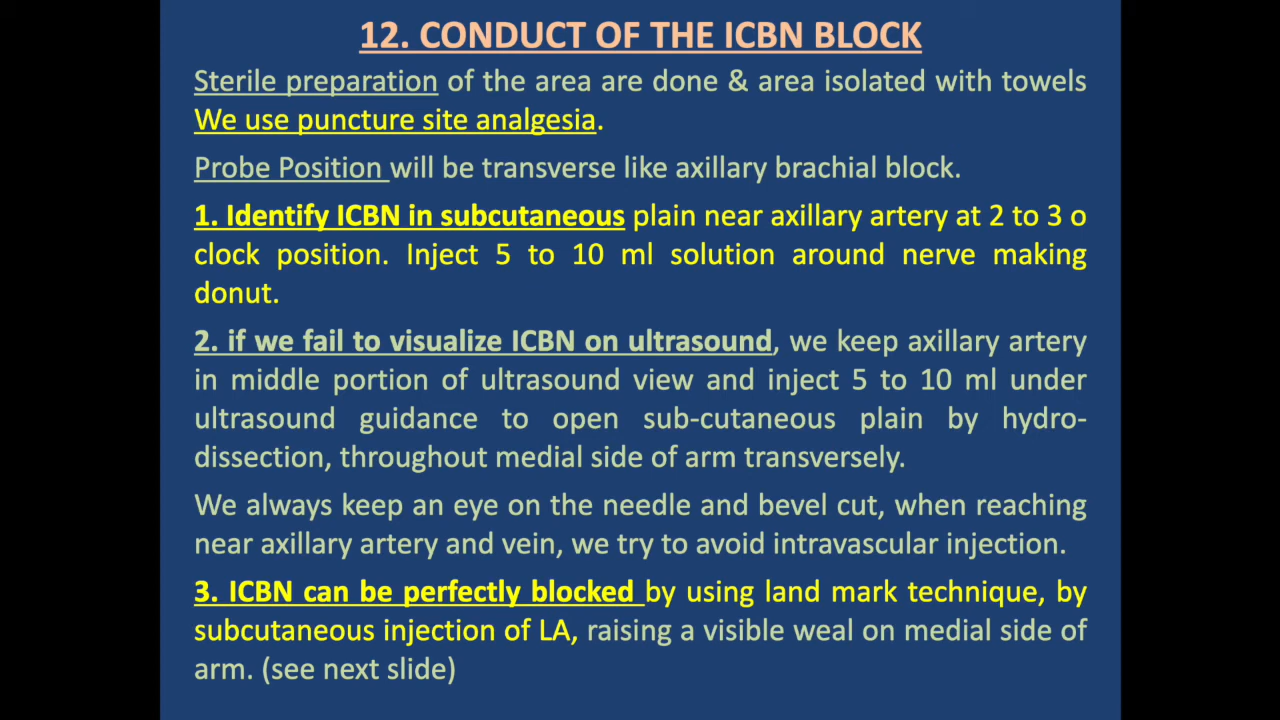 12. CONDUCT OF THE ICBN BLOCK
Sterile preparation of the area are done & area isolated with towels
We use puncture site analgesia.
Probe Position will be transverse like axillary brachial block.
1. Identify ICBN in subcutaneous plain near axillary artery at 2 to 3 o
clock position. Inject 5 to 10 ml solution around nerve making
donut.
2. if we fail to visualize ICBN on ultrasound, we keep axillary artery
in middle portion of ultrasound view and inject 5 to 10 ml under
ultrasound guidance to open sub-cutaneous plain by hydro-
dissection, throughout medial side of arm transversely.
We always keep an eye on the needle and bevel cut, when reaching
near axillary artery and vein, we try to avoid intravascular injection.
3. ICBN can be perfectly blocked by using land mark technique, by
subcutaneous injection of LA, raising a visible weal on medial side of
arm. (see next slide)